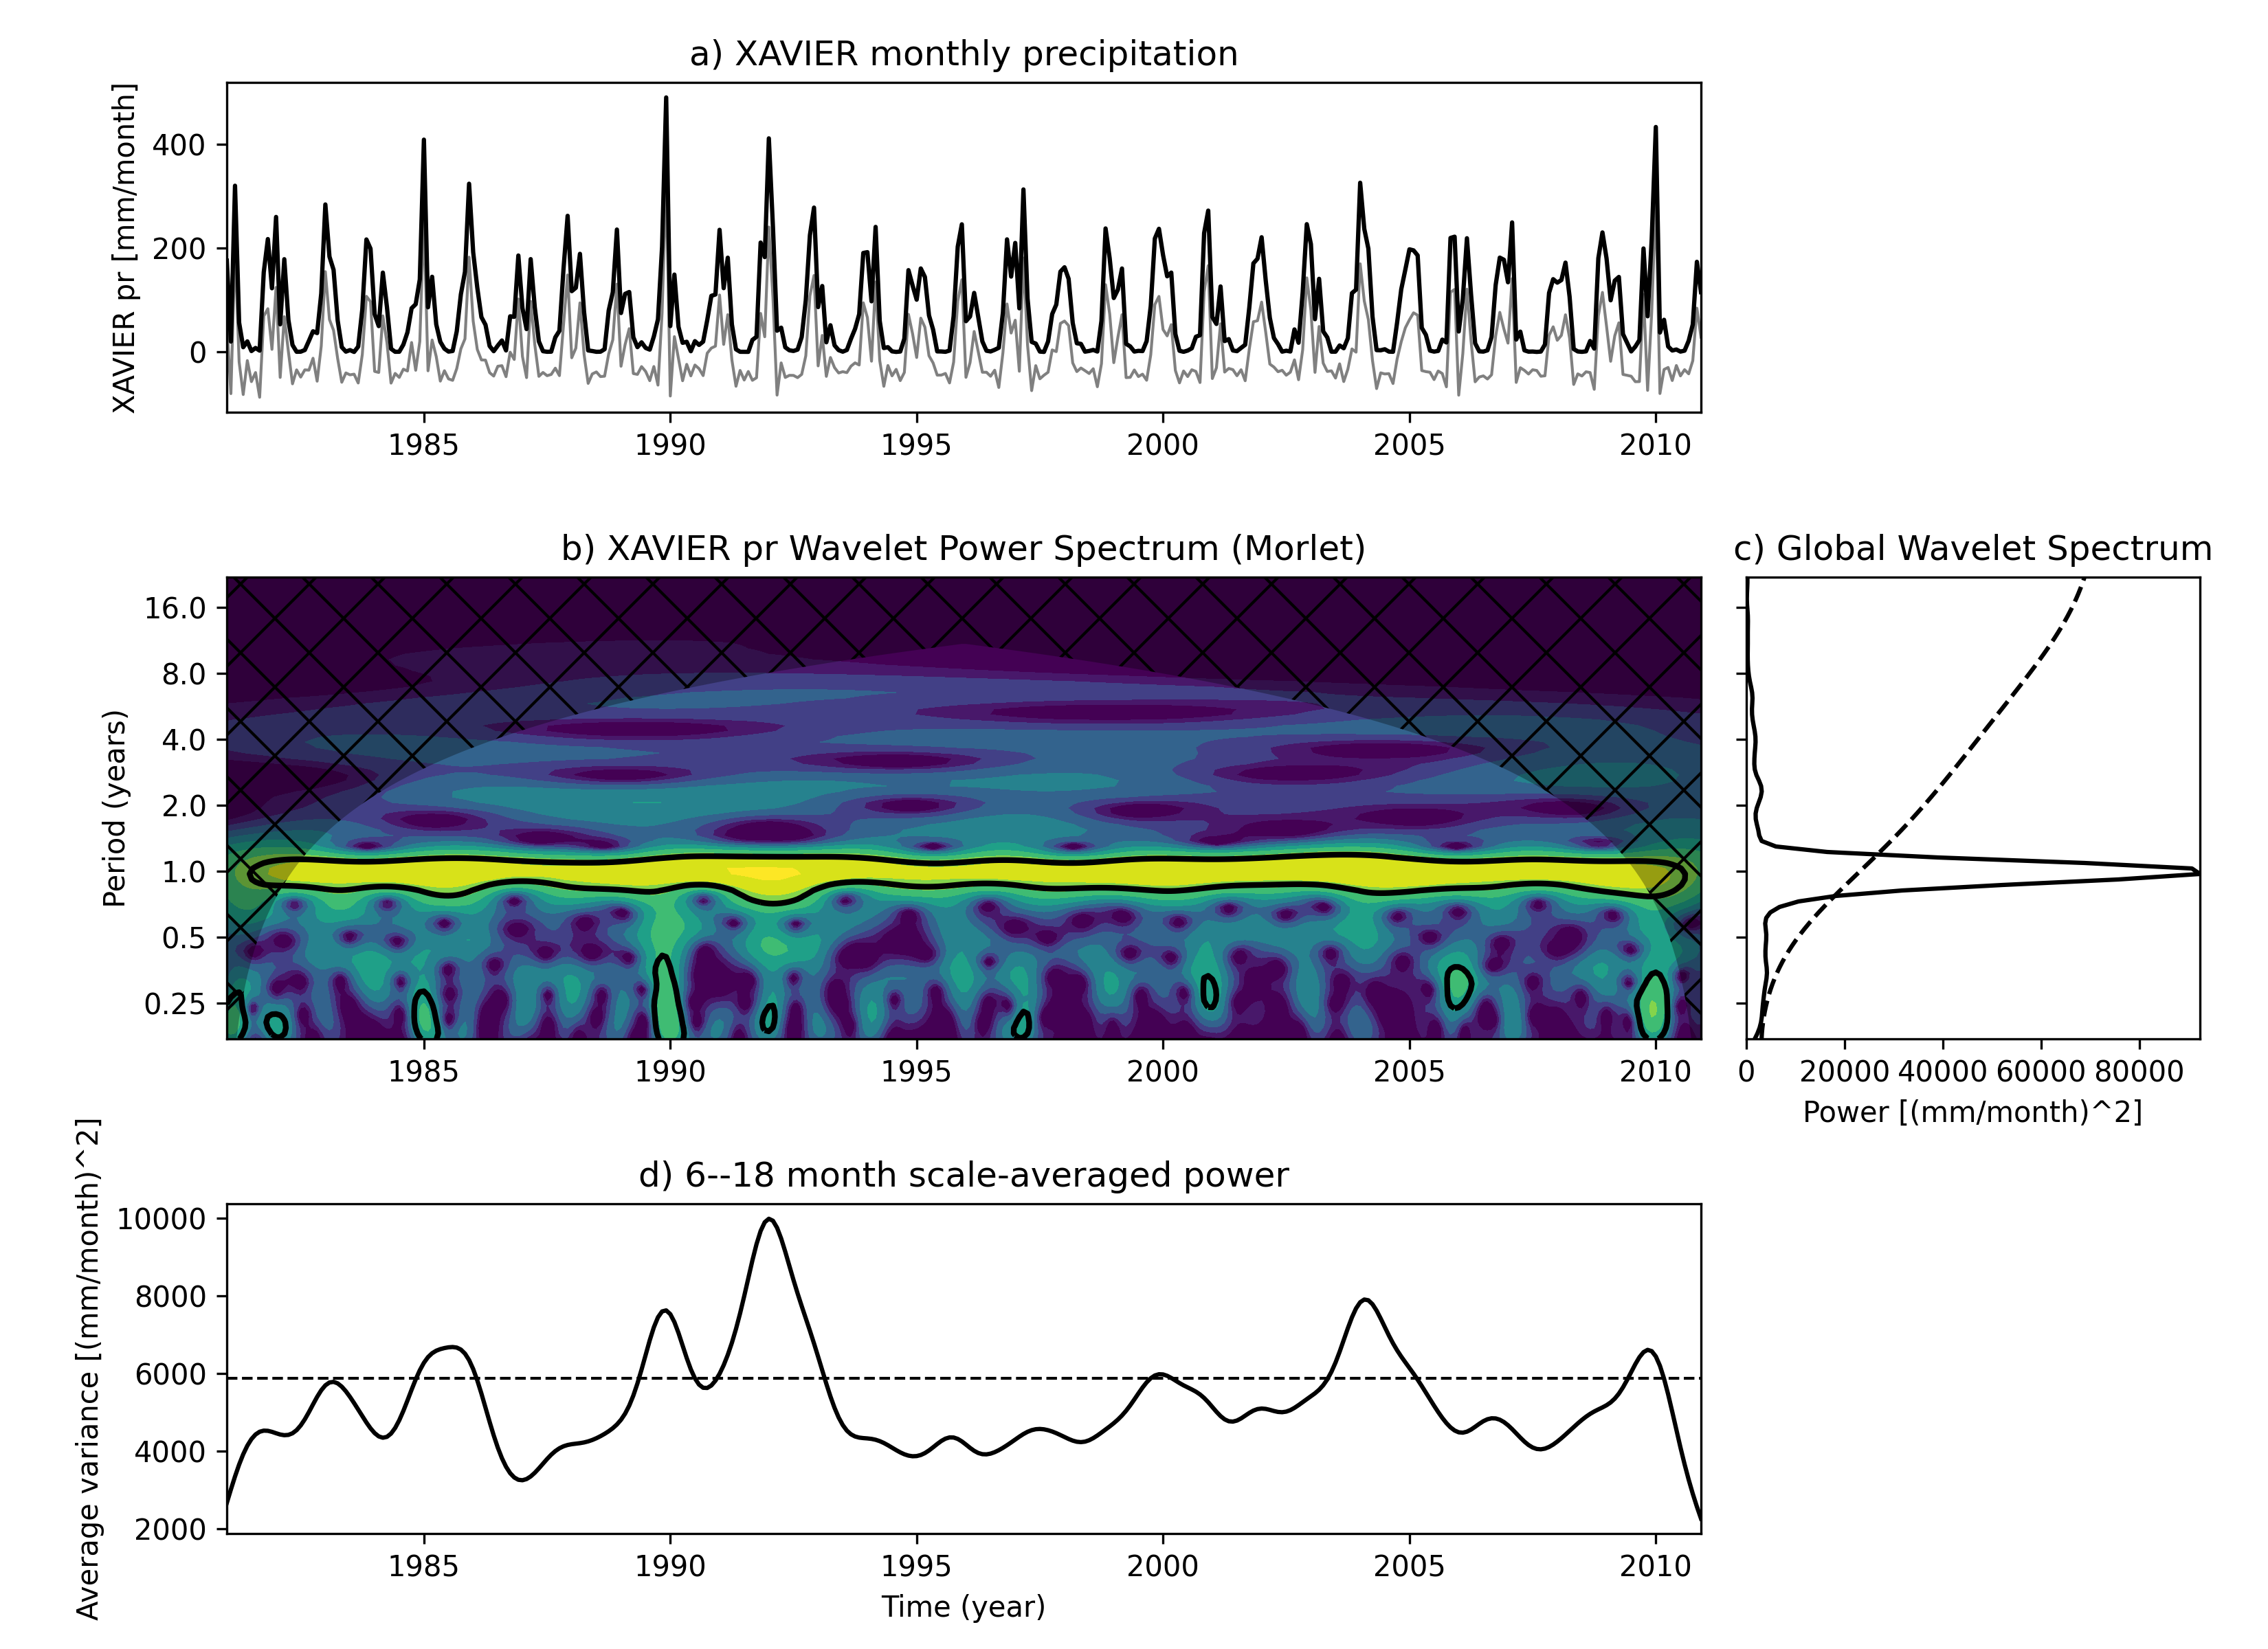 a) XAVIER monthly precipitation
XAVIER pr [mm/month]
400
200
0
1985 1990 1995 2000 2005 2010
b) XAVIER pr Wavelet Power Spectrum (Morlet)
c) Global Wavelet Spectrum
Period (years)
16.0
8.0
4.0
2.0
1.0
0.5
0.25
1985 1990 1995 2000 2005 2010
0 20000 40000 60000 80000
Power [(mm/month)^2]
d) 6--18 month scale-averaged power
Average variance [(mm/month)^2]
10000
8000
6000
4000
2000
1985 1990 1995 2000 2005 2010
Time (year)